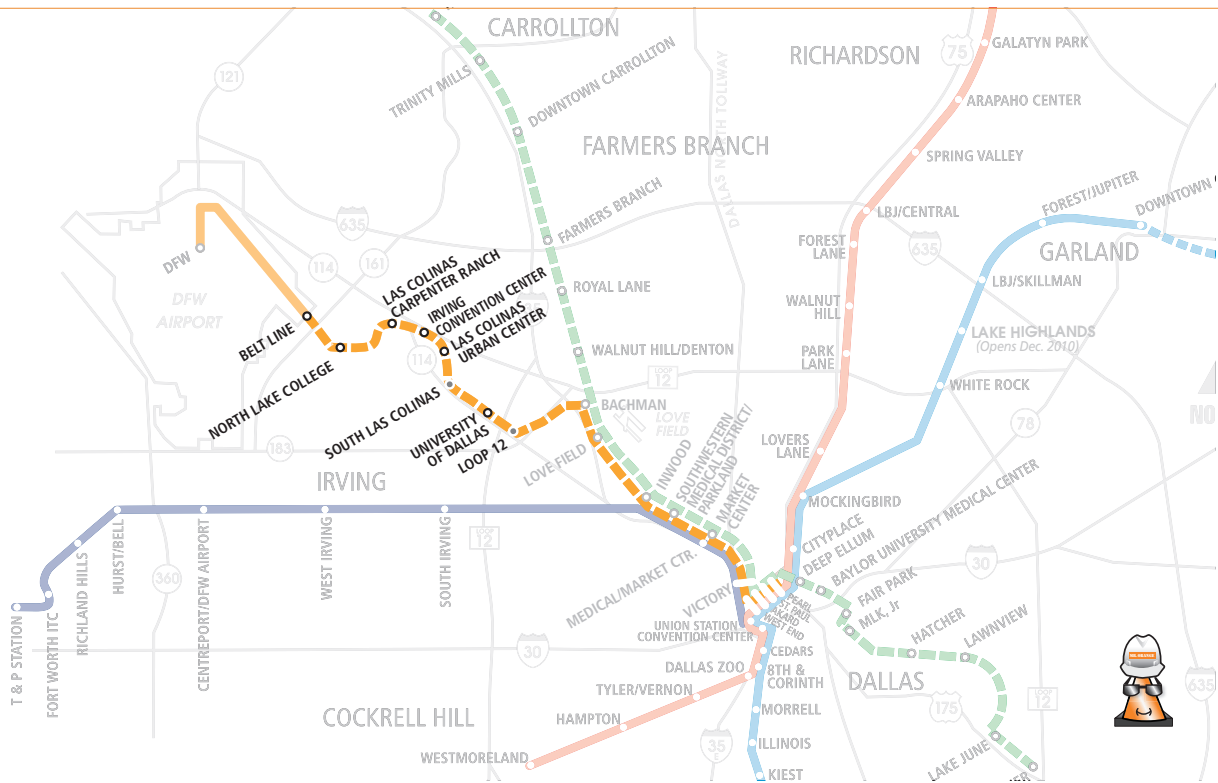 CARROLLTON
RICHARDSON
75
GALATYN PARK
121
TRINITY MILLS
DOWNTOWN CARROLLTON
DALLAS NORTH TOLLWAY
ARAPAHO CENTER
FARMERS BRANCH
SPRING VALLEY
635
FARMERS BRANCH
LBJ/CENTRAL
FOREST/JUPITER
DOWNTOWN
DFW
114
161
FOREST
LANE
635
GARLAND
DFW
AIRPORT
LAS COLINAS
CARPENTER RANCH
IRVING
CONVENTION CENTER
LAS COLINAS
URBAN CENTER
ROYAL LANE
LBJ/SKILLMAN
WALNUT
HILL
BELT LINE
LAKE HIGHLANDS
(Opens Dec. 2010)
114
WALNUT HILL/DENTON
PARK
LANE
NORTH LAKE COLLEGE
LOOP
12
WHITE ROCK
NO
SOUTH LAS COLINAS
BACHMAN
LOVE
FIELD
78
UNIVERSITY
OF DALLAS
LOOP 12
183
LOVE FIELD
INWOOD
SOUTHWESTERN
MEDICAL DISTRICT/
PARKLAND
MARKET
CENTER
LOVERS
LANE
IRVING
MOCKINGBIRD
T & P STATION
FORT WORTH ITC
RICHLAND HILLS
HURST/BELL
360
CENTREPORT/DFW AIRPORT
WEST IRVING
SOUTH IRVING
LOOP
12
MEDICAL/MARKET CTR.
VICTORY
CITYPLACE
DEEP ELLUM
BAYLOR UNIVERSITY MEDICAL CENTER
30
FAIR PARK
MLK, Jr
HATCHER
LAWNVIEW
PEARL
ST PAUL
AKARD
WEST END
UNION STATION
CONVENTION CENTER
30
CEDARS
DALLAS ZOO
8TH &
CORINTH
DALLAS
TYLER/VERNON
635
LOOP
12
175
COCKRELL HILL
HAMPTON
MORRELL
35
E
ILLINOIS
WESTMORELAND
LAKE JUNE
KIEST